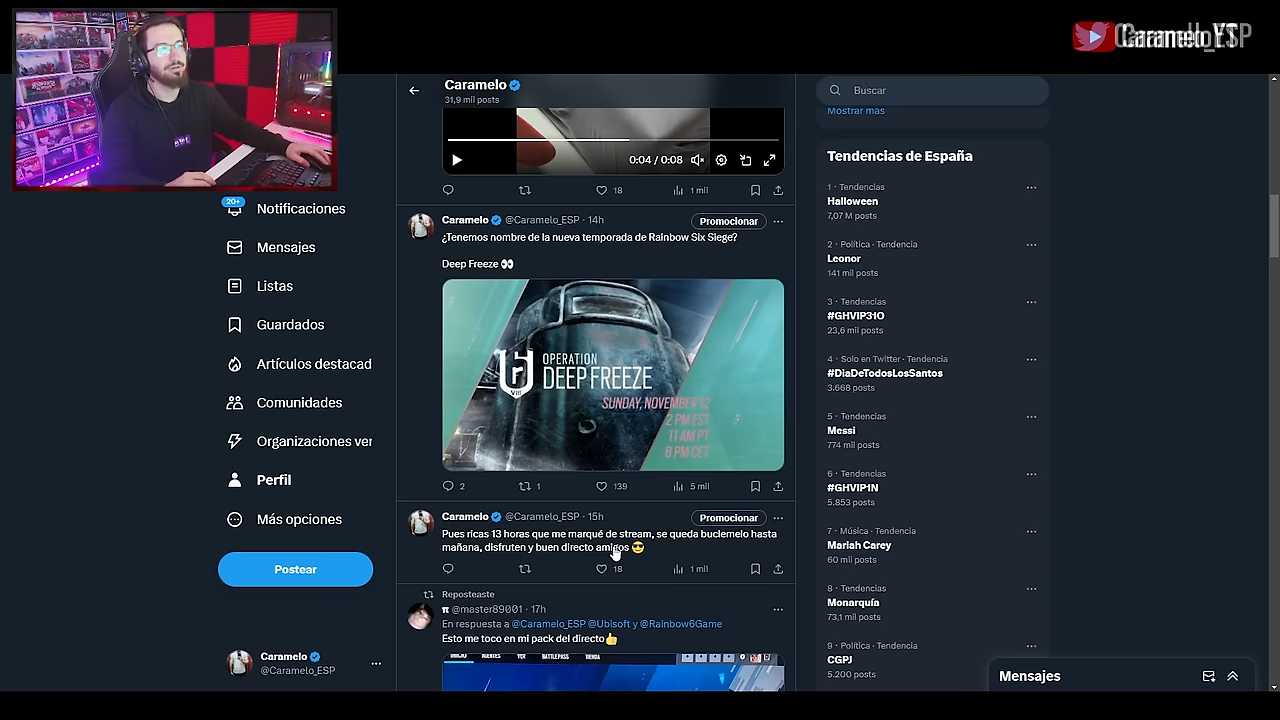 Caramelo
31,9 mil posts
0:04 / 0:08
18
1 mil
Caramelo @Caramelo_ESP · 14h
Promocionar
¿Tenemos nombre de la nueva temporada de Rainbow Six Siege?
Deep Freeze 👀
OPERATION
DEEP FREEZE
SUNDAY, NOVEMBER 12
2 PM EST
11 AM PT
8 PM CET
2
1
139
5 mil
Caramelo @Caramelo_ESP · 15h
Promocionar
Pues ricas 13 horas que me marqué de stream, se queda buclemelo hasta
mañana, disfruten y buen directo amigos 😎
18
1 mil
Reposteaste
π @master89001 · 17h
En respuesta a @Caramelo_ESP @Ubisoft y @Rainbow6Game
Esto me toco en mi pack del directo👍
INICIO AGENTES YCR BATTLEPASS TIENDA
20+
Notificaciones
Mensajes
Listas
Guardados
Artículos destacad
Comunidades
Organizaciones ver
Perfil
Más opciones
Postear
Caramelo
@Caramelo_ESP
Buscar
Mostrar más
Tendencias de España
1 · Tendencias
Halloween
7,07 M posts
2 · Política · Tendencia
Leonor
141 mil posts
3 · Tendencias
#GHVIP31O
23,6 mil posts
4 · Solo en Twitter · Tendencia
#DiaDeTodosLosSantos
3.668 posts
5 · Tendencias
Messi
774 mil posts
6 · Tendencias
#GHVIP1N
5.853 posts
7 · Música · Tendencia
Mariah Carey
60 mil posts
8 · Tendencias
Monarquía
73,1 mil posts
9 · Política · Tendencia
CGPJ
5.200 posts
Mensajes